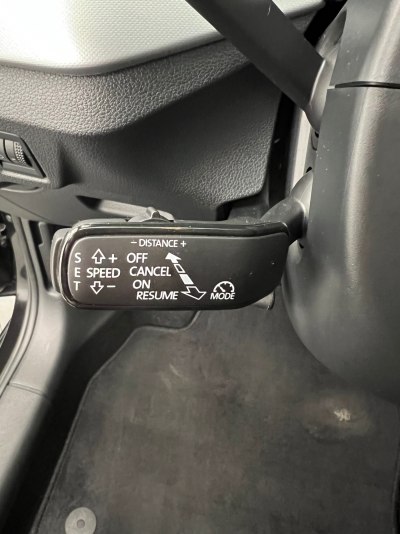 - DISTANCE +
S + OFF
E SPEED CANCEL
T - ON
RESUME
MODE